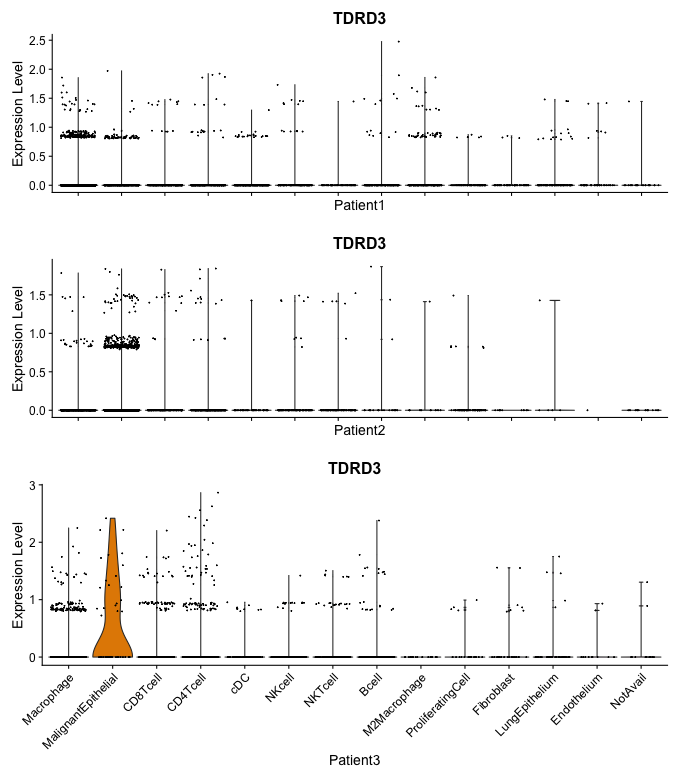 TDRD3
Expression Level
2.5
2.0
1.5
1.0
0.5
0.0
Patient1
TDRD3
Expression Level
1.5
1.0
0.5
0.0
Patient2
TDRD3
Expression Level
3
2
1
0
Macrophage
MalignantEpithelial
CD8Tcell
CD4Tcell
cDC
NKcell
NKTcell
Bcell
M2Macrophage
ProliferatingCell
Fibroblast
LungEpithelium
Endothelium
NotAvail
Patient3